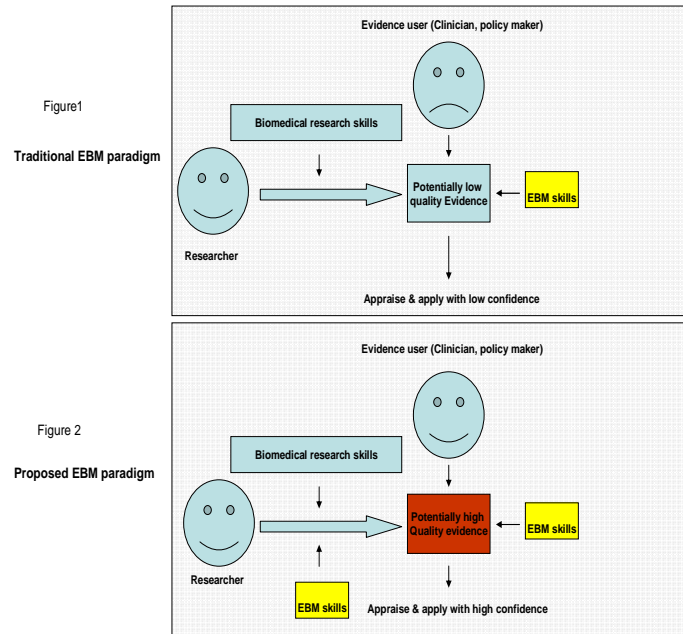 Evidence user (Clinician, policy maker)
Figure1
Biomedical research skills
Traditional EBM paradigm
Potentially low
quality Evidence
EBM skills
Researcher
Appraise & apply with low confidence
Evidence user (Clinician, policy maker)
Figure 2
Biomedical research skills
Proposed EBM paradigm
Potentially high
Quality evidence
EBM skills
Researcher
EBM skills
Appraise & apply with high confidence